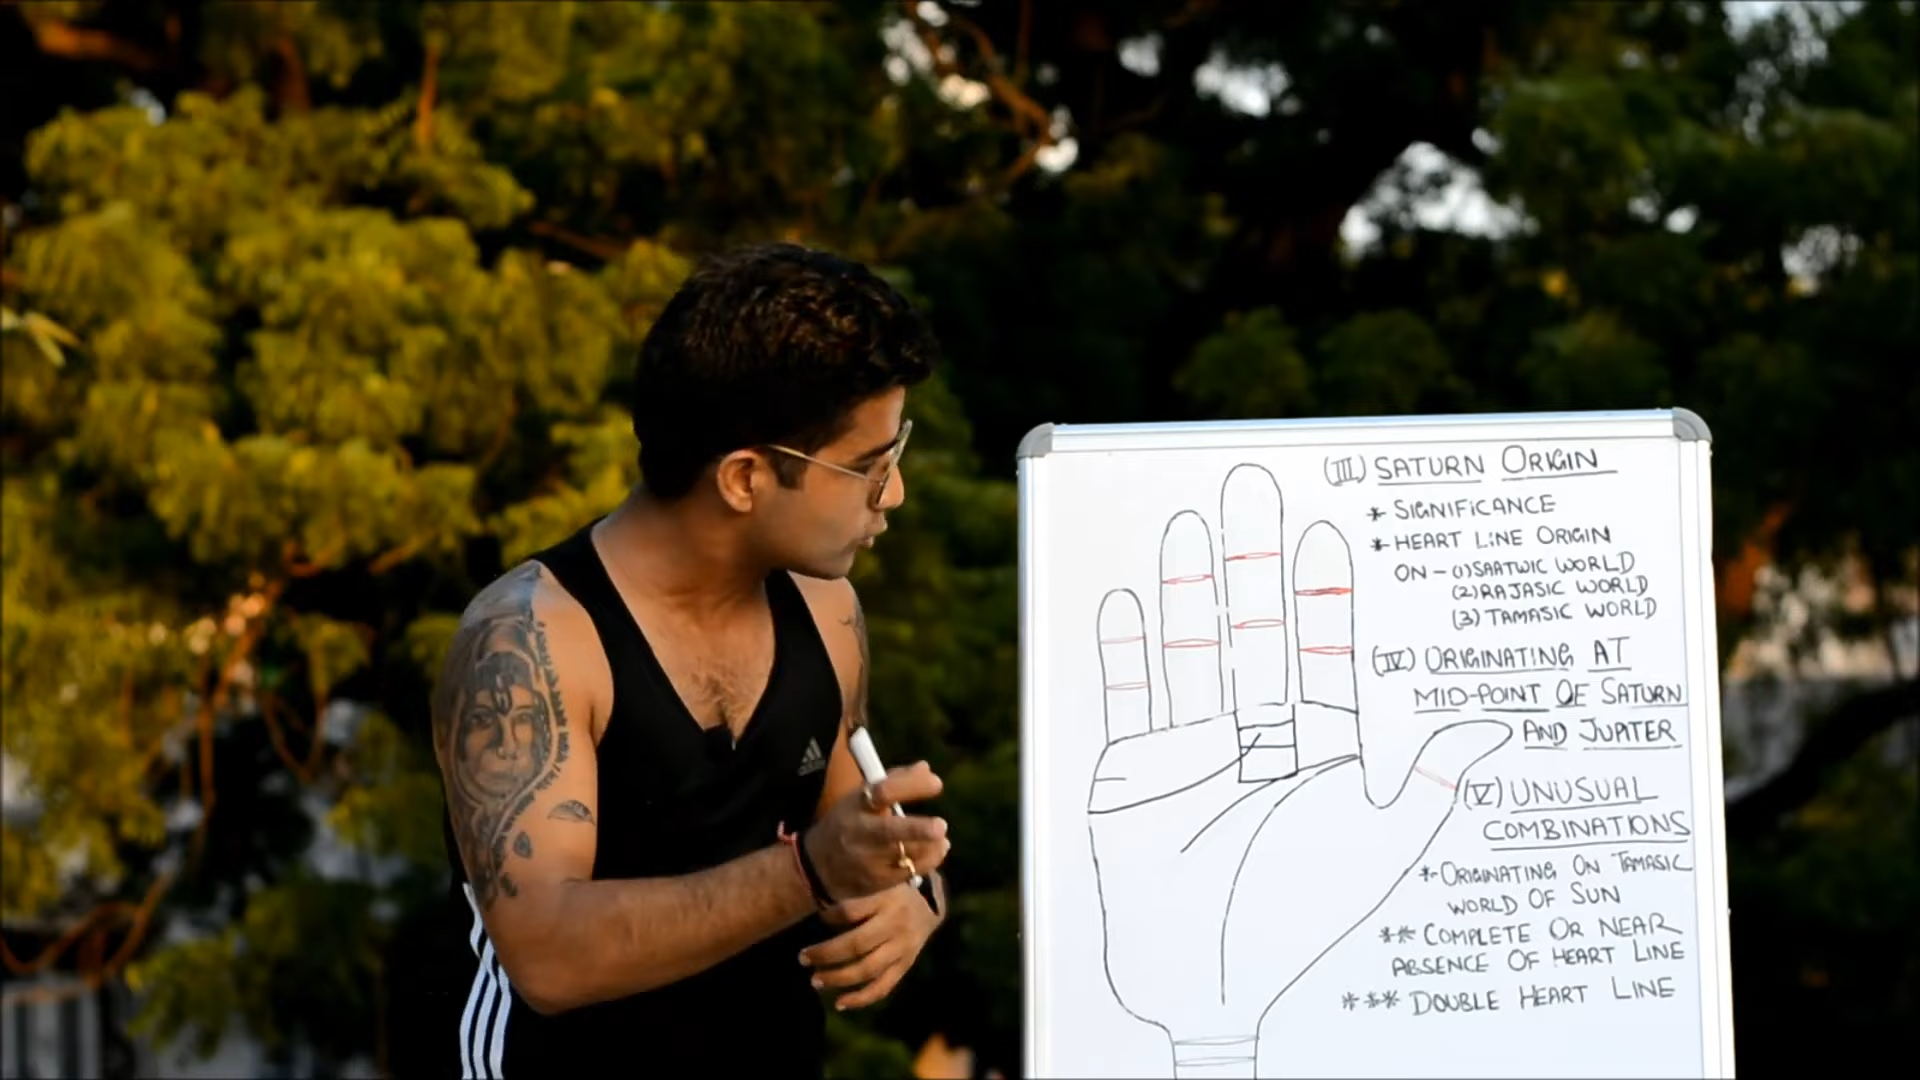 (III) SATURN ORIGIN
* SIGNIFICANCE
* HEART LINE ORIGIN
ON - (1) SAATWIC WORLD
(2) RAJASIC WORLD
(3) TAMASIC WORLD
(IV) ORIGINATING AT
MID-POINT OF SATURN
AND JUPITER
(V) UNUSUAL
COMBINATIONS
* ORIGINATING ON TAMASIC
WORLD OF SUN
** COMPLETE OR NEAR
ABSENCE OF HEART LINE
*** DOUBLE HEART LINE